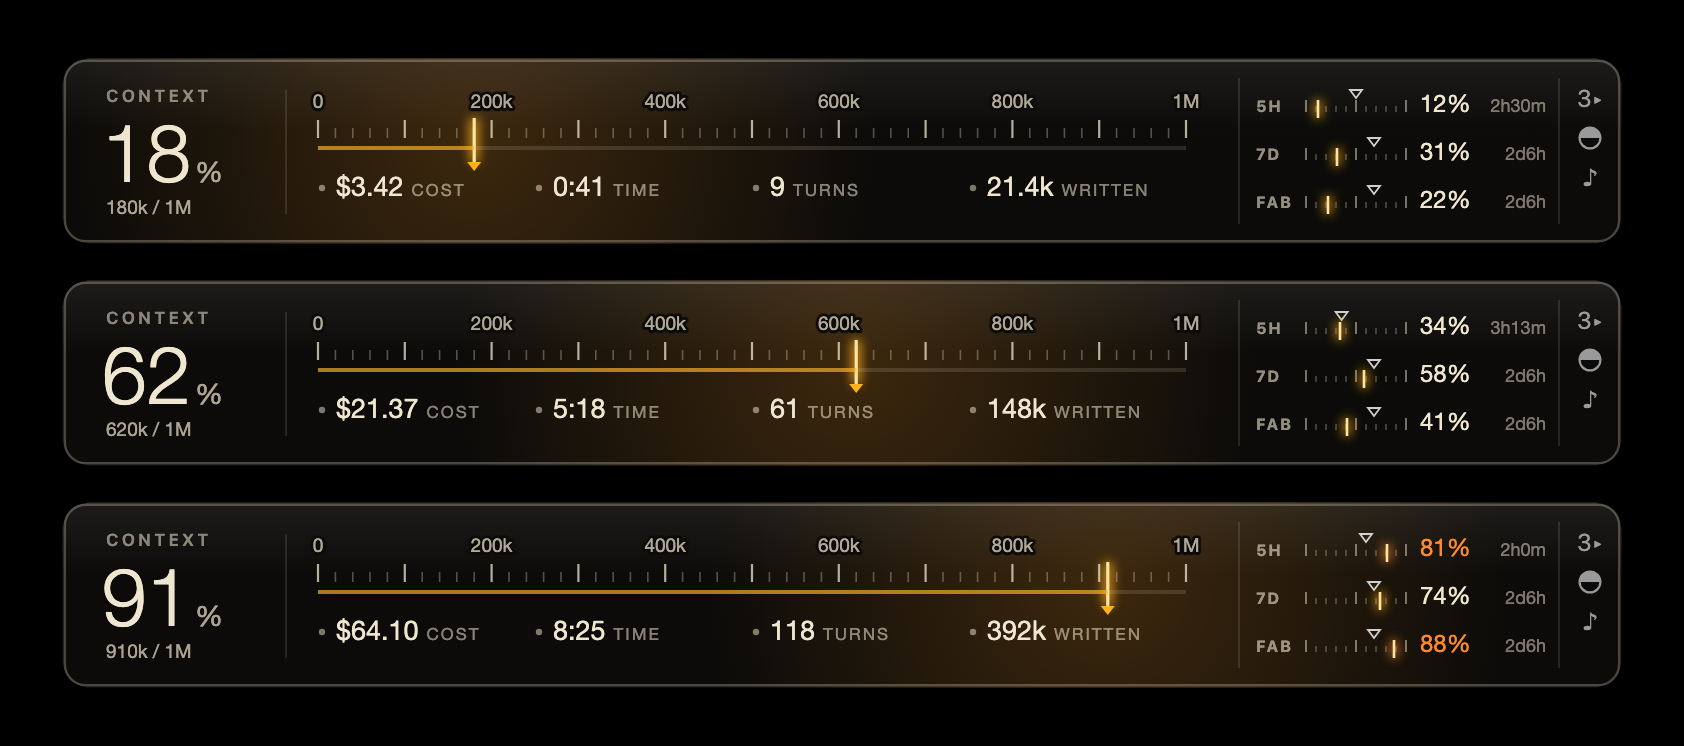 CONTEXT
18%
180k / 1M
0 200k 400k 600k 800k 1M
• $3.42 COST • 0:41 TIME • 9 TURNS • 21.4k WRITTEN
5H 12% 2h30m
7D 31% 2d6h
FAB 22% 2d6h
3▸
♪
CONTEXT
62%
620k / 1M
0 200k 400k 600k 800k 1M
• $21.37 COST • 5:18 TIME • 61 TURNS • 148k WRITTEN
5H 34% 3h13m
7D 58% 2d6h
FAB 41% 2d6h
3▸
♪
CONTEXT
91%
910k / 1M
0 200k 400k 600k 800k 1M
• $64.10 COST • 8:25 TIME • 118 TURNS • 392k WRITTEN
5H 81% 2h0m
7D 74% 2d6h
FAB 88% 2d6h
3▸
♪